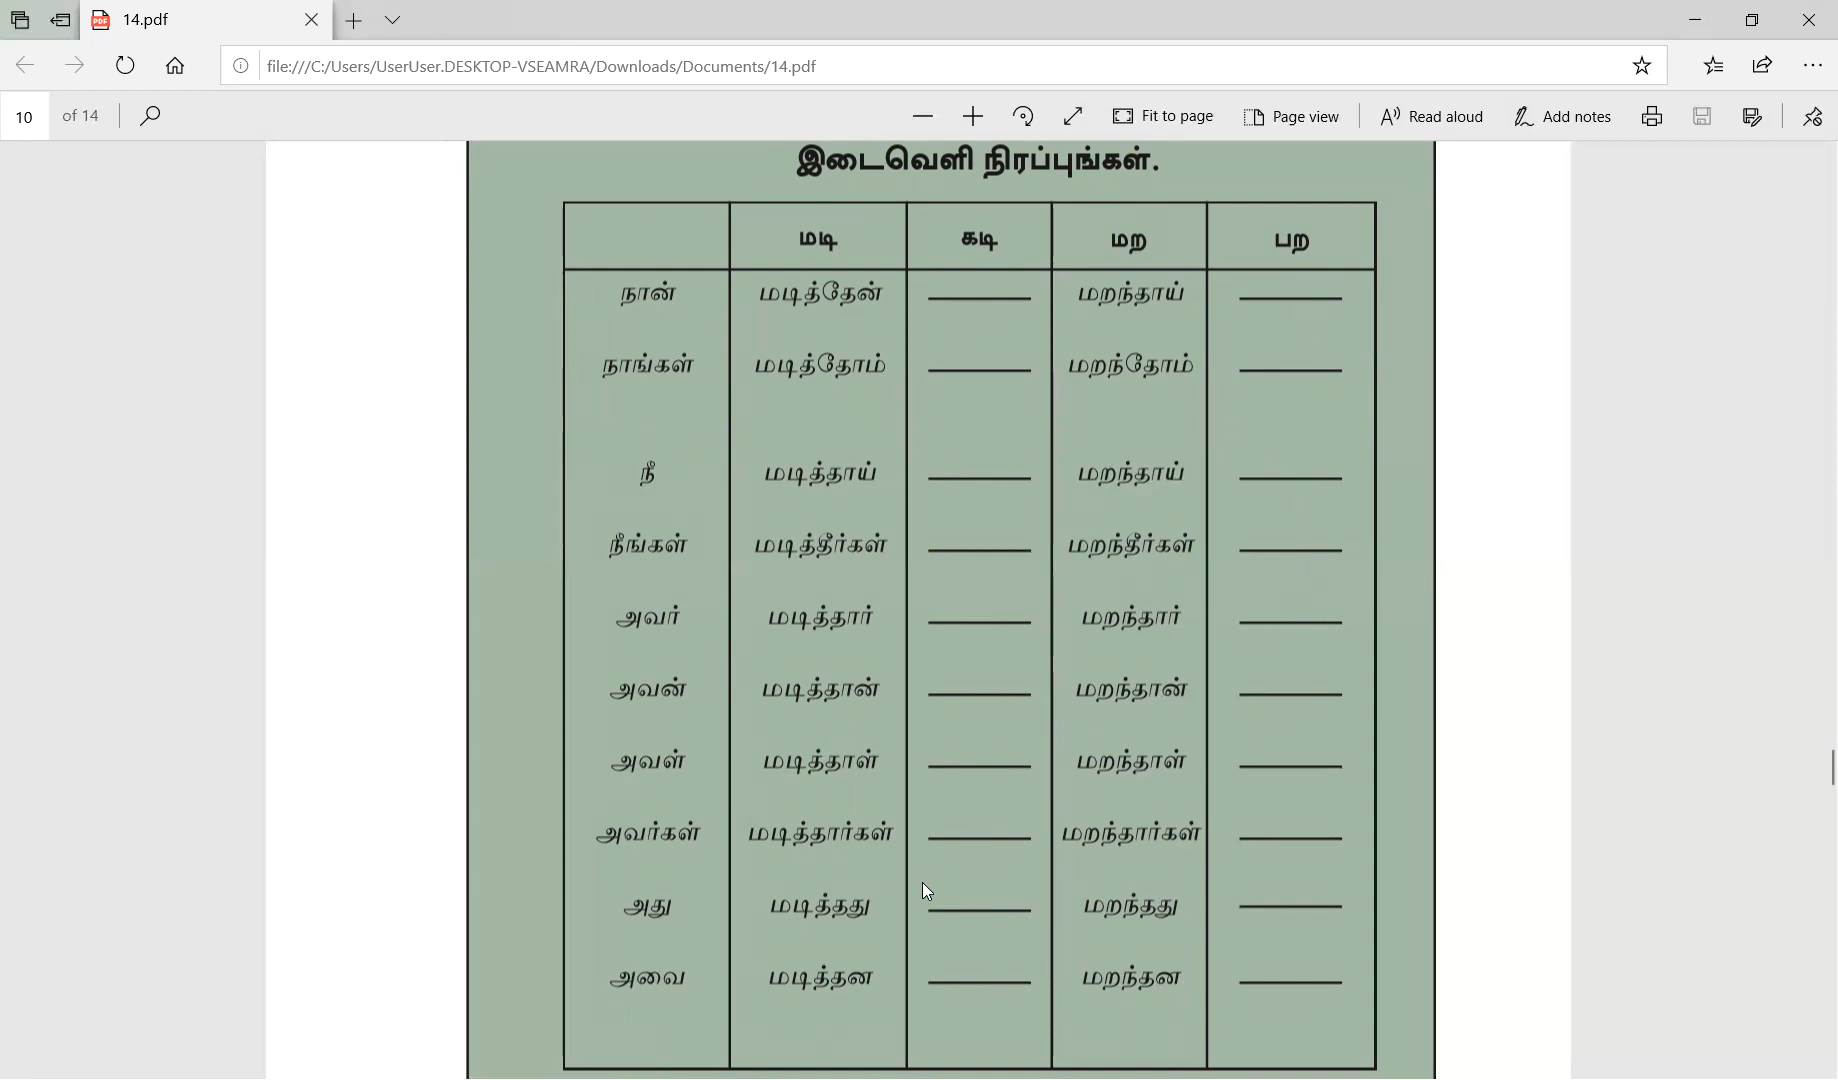 14.pdf
file:///C:/Users/UserUser.DESKTOP-VSEAMRA/Downloads/Documents/14.pdf
10 of 14 Fit to page Page view Read aloud Add notes
இடைவெளி நிரப்புங்கள்.
மடி கடி மற பற
நான் மடித்தேன் மறந்தாய்
நாங்கள் மடித்தோம் மறந்தோம்
நீ மடித்தாய் மறந்தாய்
நீங்கள் மடித்தீர்கள் மறந்தீர்கள்
அவர் மடித்தார் மறந்தார்
அவன் மடித்தான் மறந்தான்
அவள் மடித்தாள் மறந்தாள்
அவர்கள் மடித்தார்கள் மறந்தார்கள்
அது மடித்தது மறந்தது
அவை மடித்தன மறந்தன